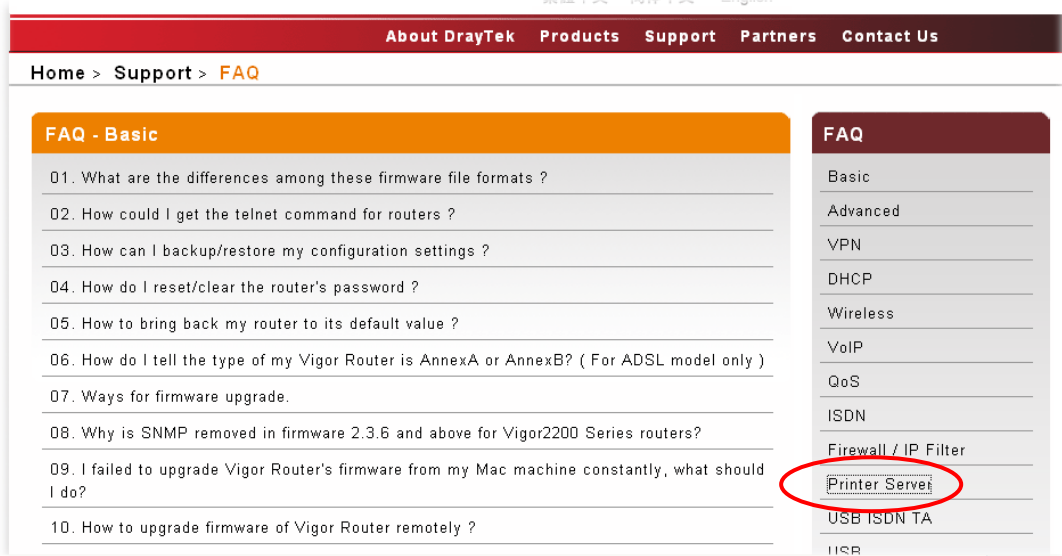 About DrayTek Products Support Partners Contact Us
Home > Support > FAQ
FAQ - Basic
01. What are the differences among these firmware file formats ?
02. How could I get the telnet command for routers ?
03. How can I backup/restore my configuration settings ?
04. How do I reset/clear the router's password ?
05. How to bring back my router to its default value ?
06. How do I tell the type of my Vigor Router is AnnexA or AnnexB? ( For ADSL model only )
07. Ways for firmware upgrade.
08. Why is SNMP removed in firmware 2.3.6 and above for Vigor2200 Series routers?
09. I failed to upgrade Vigor Router's firmware from my Mac machine constantly, what should
I do?
10. How to upgrade firmware of Vigor Router remotely ?
FAQ
Basic
Advanced
VPN
DHCP
Wireless
VoIP
QoS
ISDN
Firewall / IP Filter
Printer Server
USB ISDN TA
USB